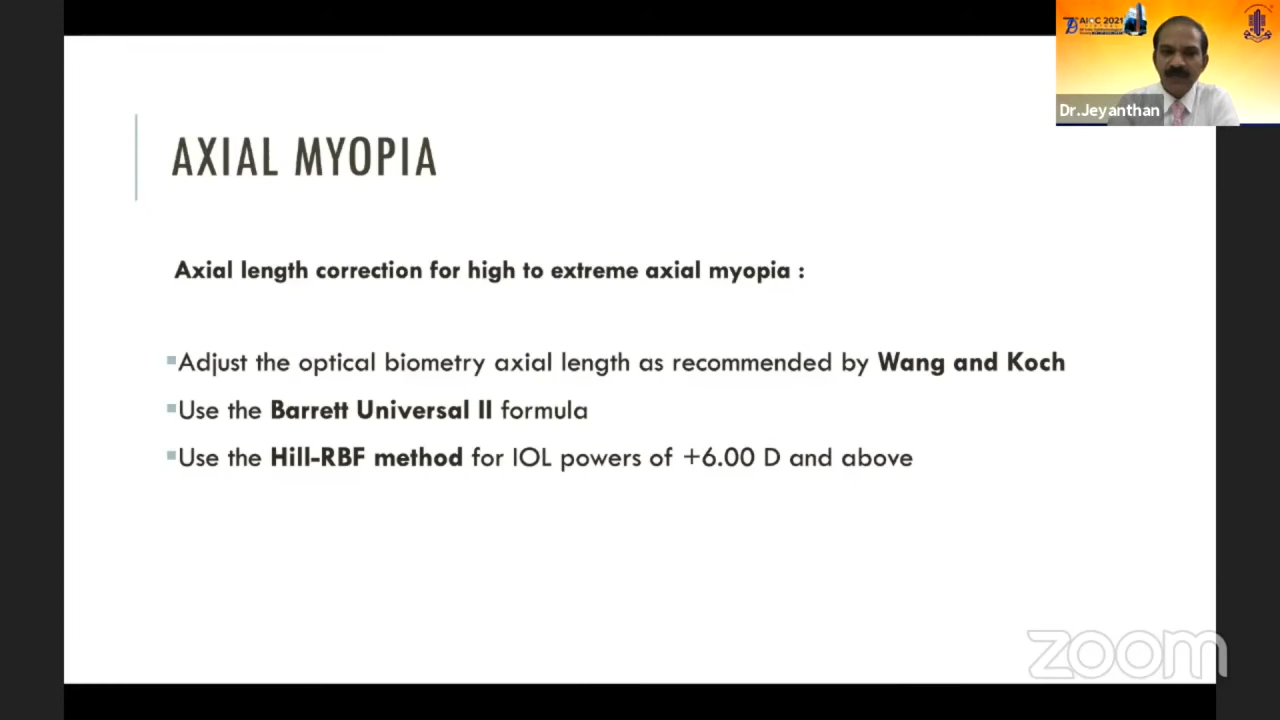 AIOC 2021
Dr.Jeyanthan
AXIAL MYOPIA
Axial length correction for high to extreme axial myopia :
▪Adjust the optical biometry axial length as recommended by Wang and Koch
▪Use the Barrett Universal II formula
▪Use the Hill-RBF method for IOL powers of +6.00 D and above
zoom